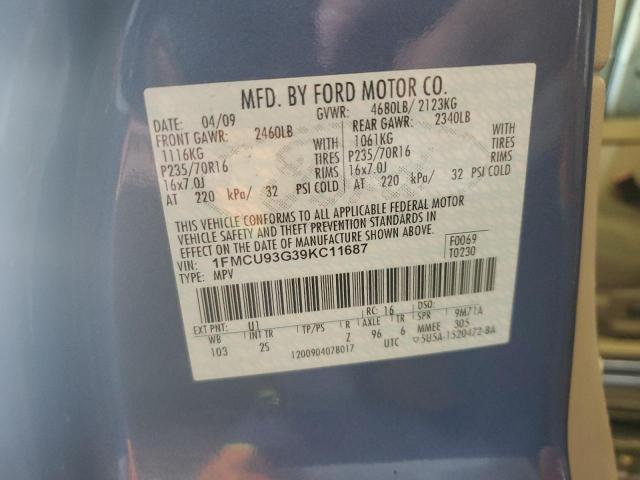 MFD. BY FORD MOTOR CO.
DATE: 04/09 GVWR: 4680LB/ 2123KG
FRONT GAWR: 2460LB REAR GAWR: 2340LB
1116KG 1061KG
P235/70R16 TIRES P235/70R16 TIRES
16x7.0J RIMS 16x7.0J RIMS
AT 220 kPa/ 32 PSI COLD AT 220 kPa/ 32 PSI COLD
THIS VEHICLE CONFORMS TO ALL APPLICABLE FEDERAL MOTOR
VEHICLE SAFETY AND THEFT PREVENTION STANDARDS IN
EFFECT ON THE DATE OF MANUFACTURE SHOWN ABOVE.
VIN: 1FMCU93G39KC11687 F0069
TYPE: MPV T0230
EXT PNT: U1 RC: 16 DSO:
WB INT TR TP/PS R AXLE TR SPR 9M71A
103 2S Z 96 6 MMEE 305
1200904078017 UTC ▽5U5A-1520472-BA